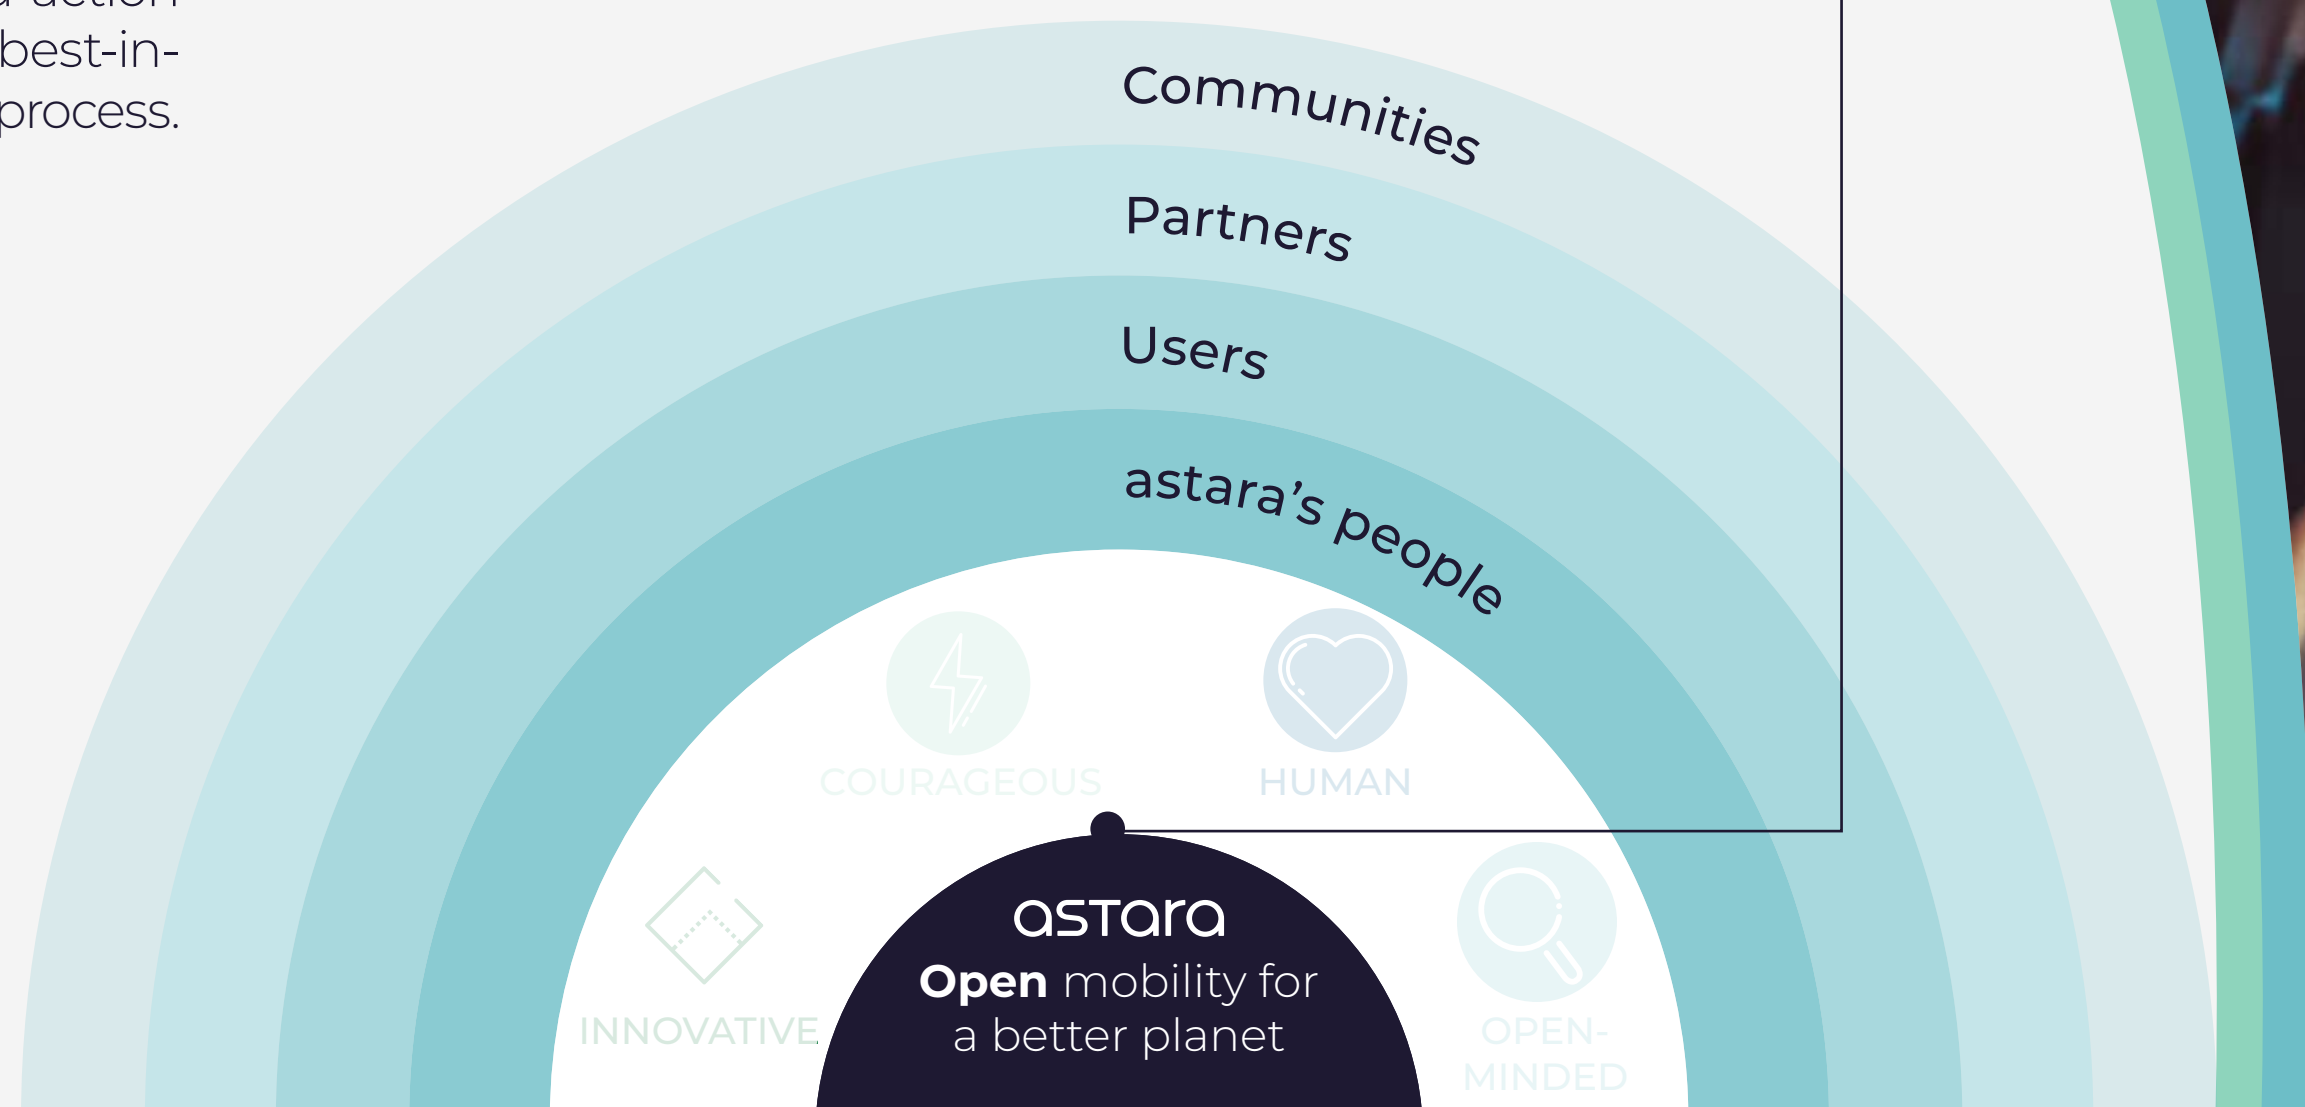 best-in-
process.
Communities
Partners
Users
astara’s people
COURAGEOUS
HUMAN
INNOVATIVE
OPEN-
MINDED
astara
Open mobility for
a better planet